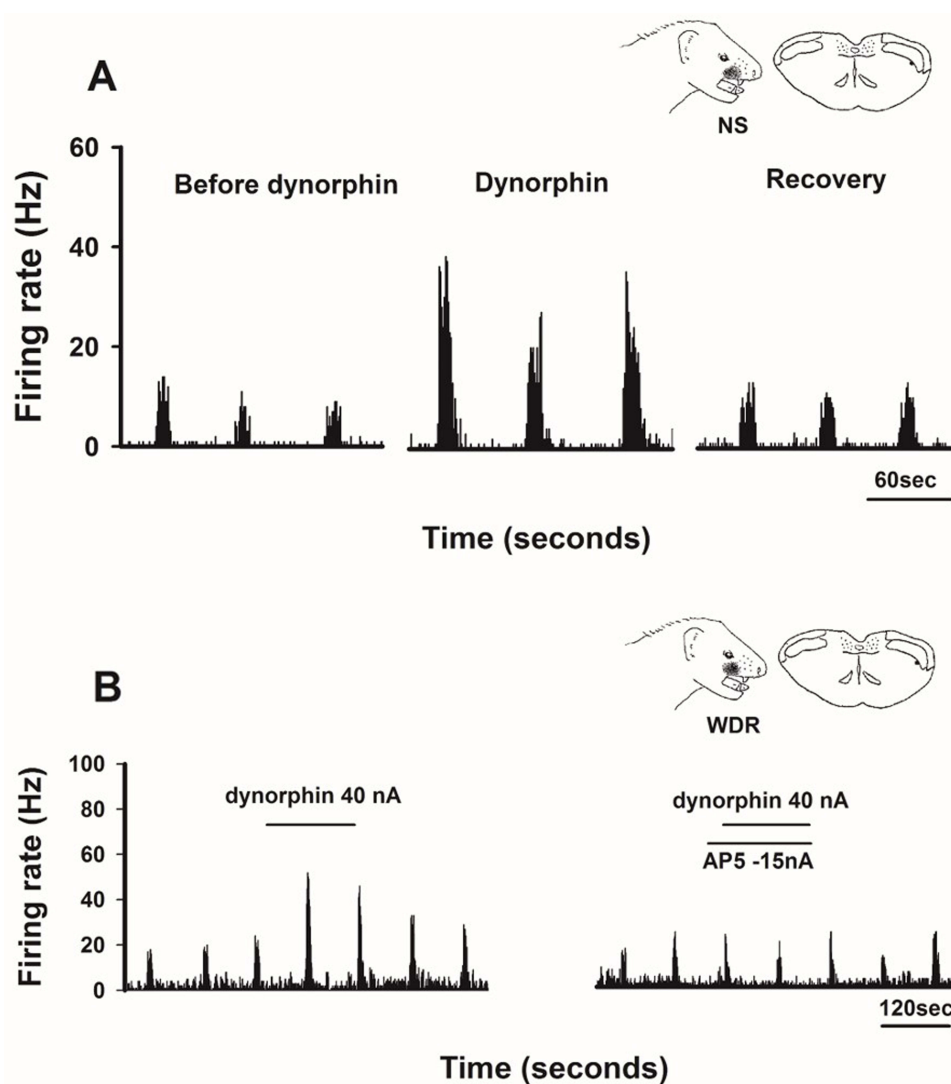 A
NS
60
40
20
0
Firing rate (Hz)
Before dynorphin
Dynorphin
Recovery
60sec
Time (seconds)
B
WDR
100
80
60
40
20
0
Firing rate (Hz)
dynorphin 40 nA
dynorphin 40 nA
AP5 -15nA
120sec
Time (seconds)